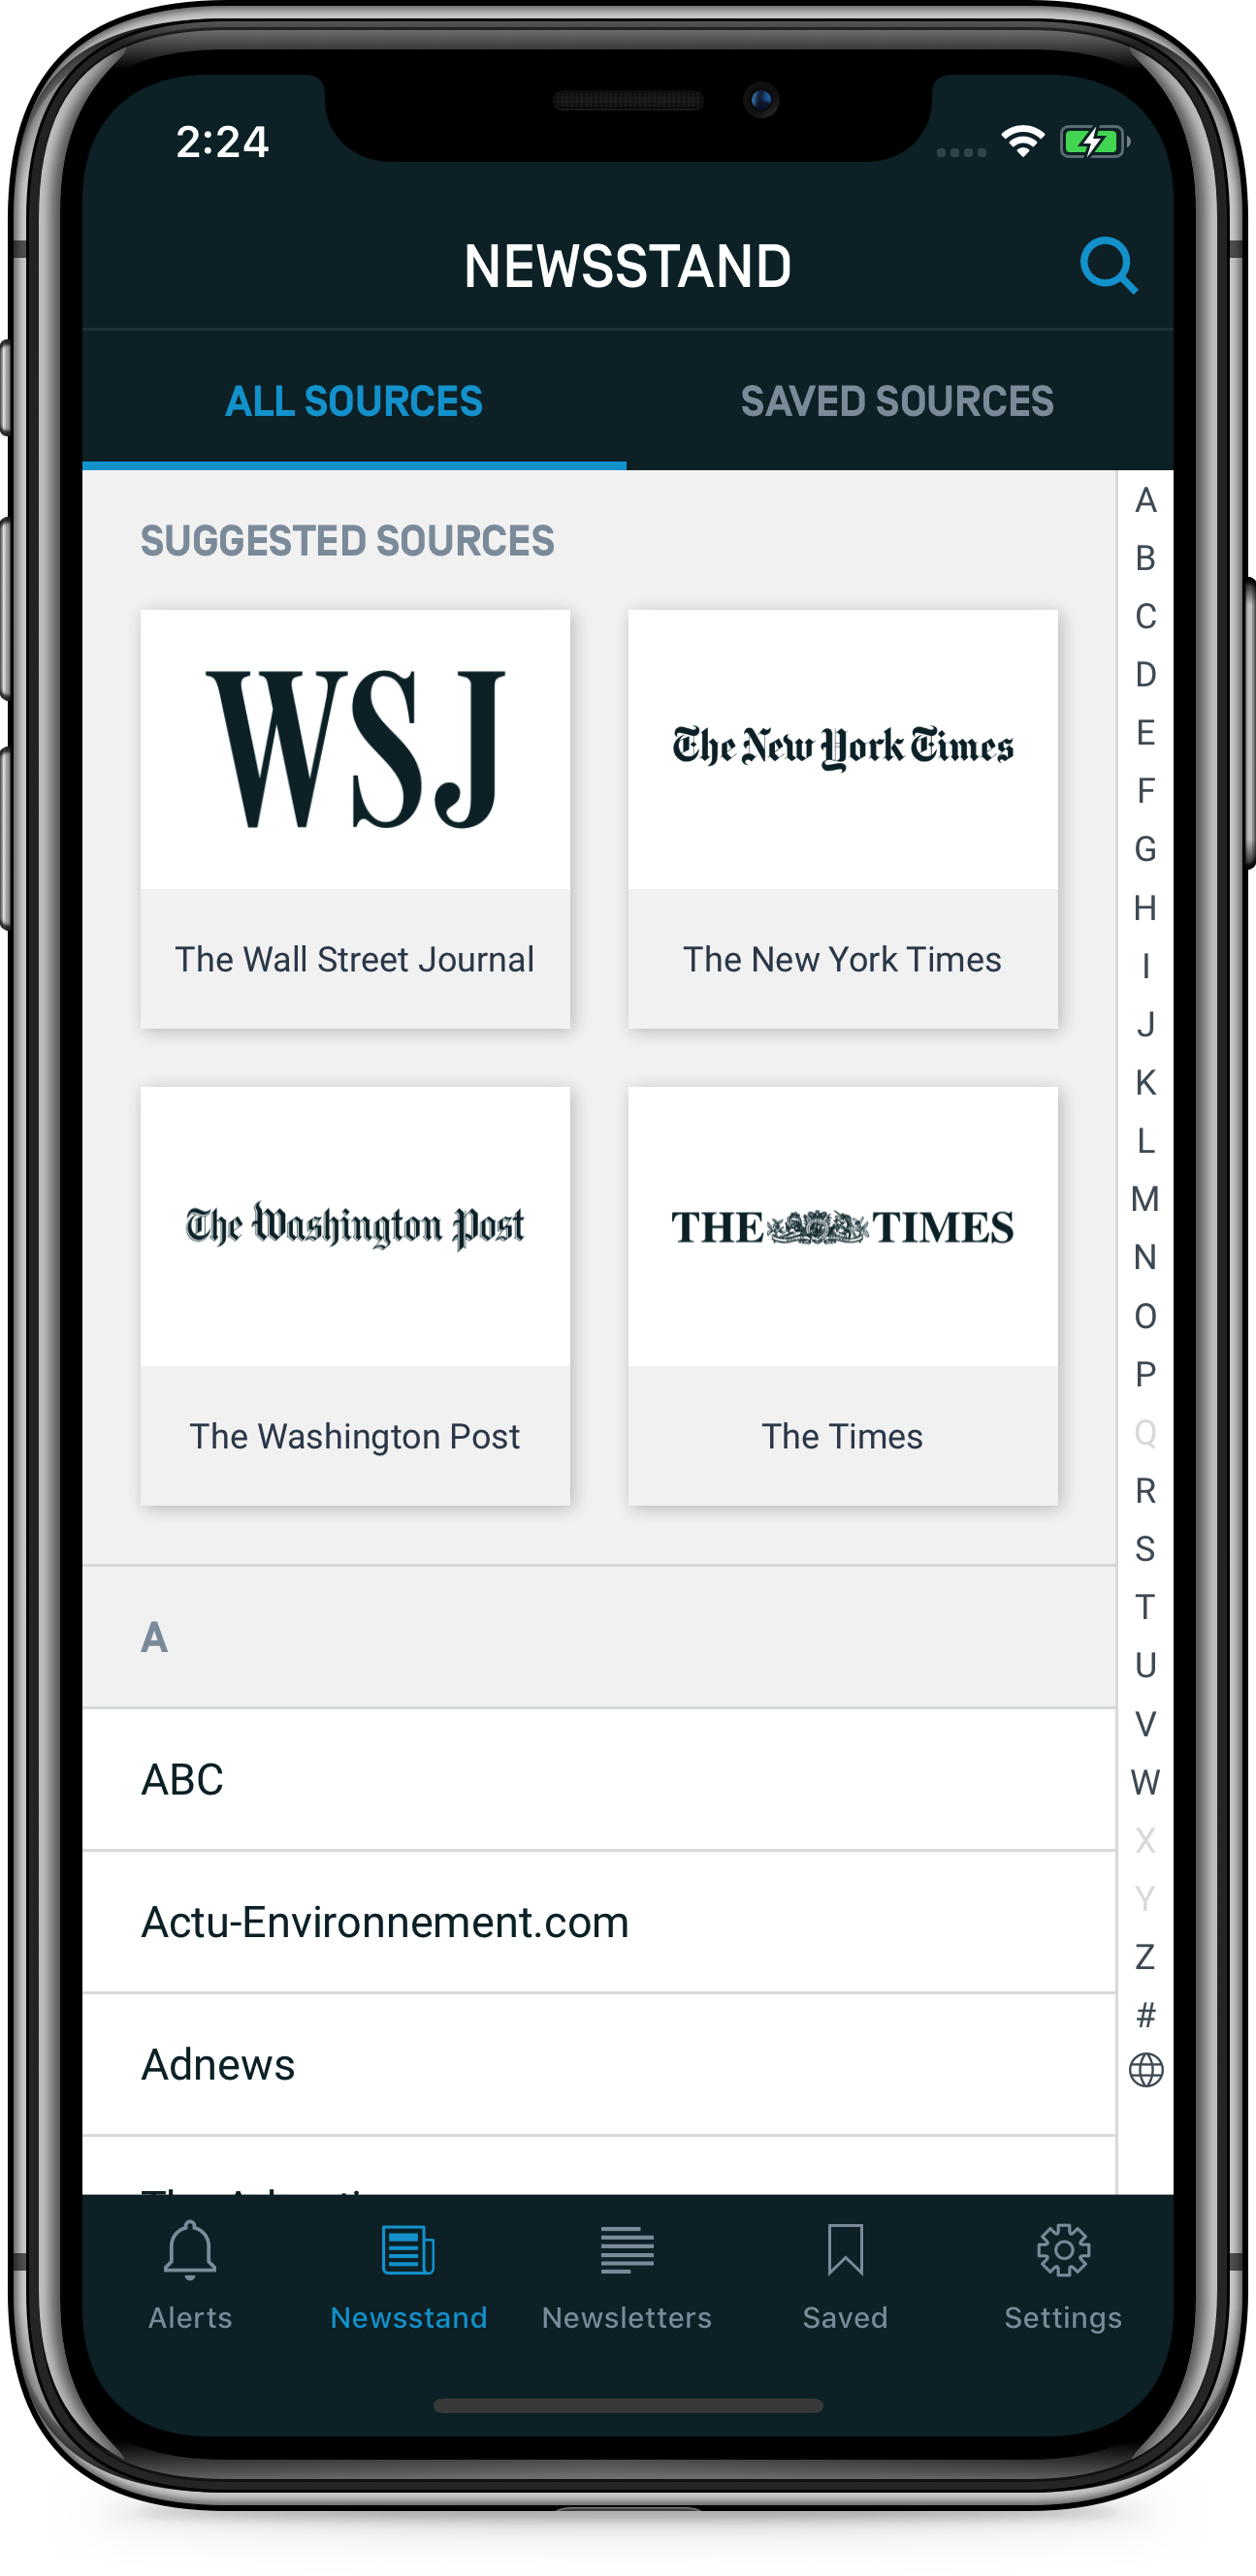 2:24
NEWSSTAND
ALL SOURCES
SAVED SOURCES
SUGGESTED SOURCES
WSJ
The New York Times
The Wall Street Journal
The New York Times
The Washington Post
THE TIMES
The Washington Post
The Times
A
ABC
Actu-Environnement.com
Adnews
A
B
C
D
E
F
G
H
I
J
K
L
M
N
O
P
Q
R
S
T
U
V
W
X
Y
Z
#
Alerts
Newsstand
Newsletters
Saved
Settings